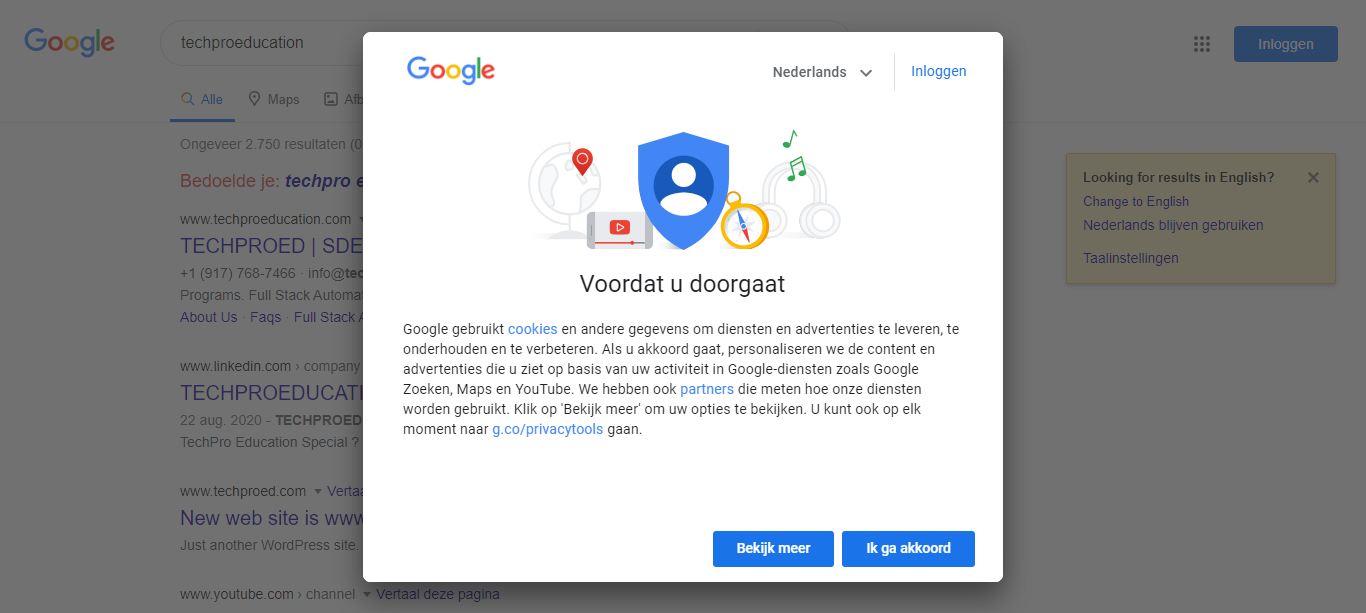 Google
techproeducation
Inloggen
Alle
Maps
Ongeveer 2.750 resultaten
Bedoelde je: techpro
www.techproeducation.com
TECHPROED | SDE
+1 (917) 768-7466 · info@tec
Programs. Full Stack Automa
About Us · Faqs · Full Stack
www.linkedin.com › company
TECHPROEDUCATI
22 aug. 2020 - TECHPROED
TechPro Education Special ?
www.techproed.com
New web site is www
Just another WordPress site.
www.youtube.com › channel Vertaal deze pagina
Google
Nederlands
Inloggen
Voordat u doorgaat
Google gebruikt cookies en andere gegevens om diensten en advertenties te leveren, te
onderhouden en te verbeteren. Als u akkoord gaat, personaliseren we de content en
advertenties die u ziet op basis van uw activiteit in Google-diensten zoals Google
Zoeken, Maps en YouTube. We hebben ook partners die meten hoe onze diensten
worden gebruikt. Klik op 'Bekijk meer' om uw opties te bekijken. U kunt ook op elk
moment naar g.co/privacytools gaan.
Bekijk meer
Ik ga akkoord
Looking for results in English?
Change to English
Nederlands blijven gebruiken
Taalinstellingen